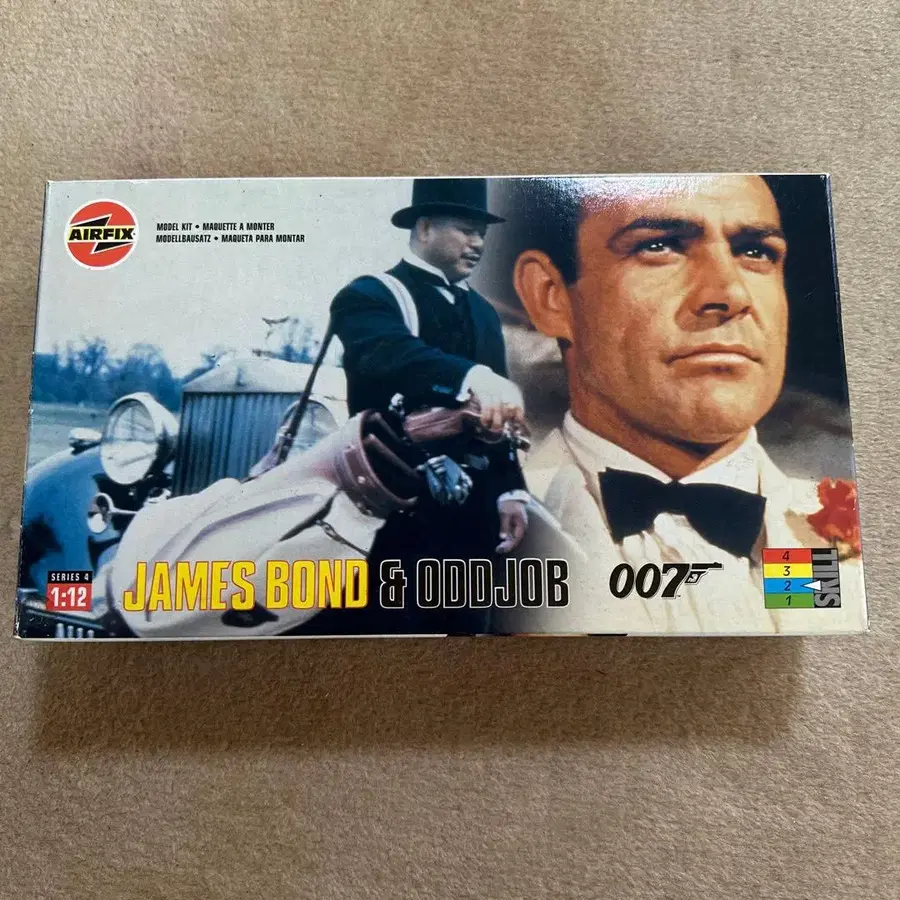 AIRFIX
MODEL KIT • MAQUETTE A MONTER
MODELLBAUSATZ • MAQUETA PARA MONTAR
SERIES 4
1:12
JAMES BOND & ODDJOB
007
4
3
2
1
SKILL